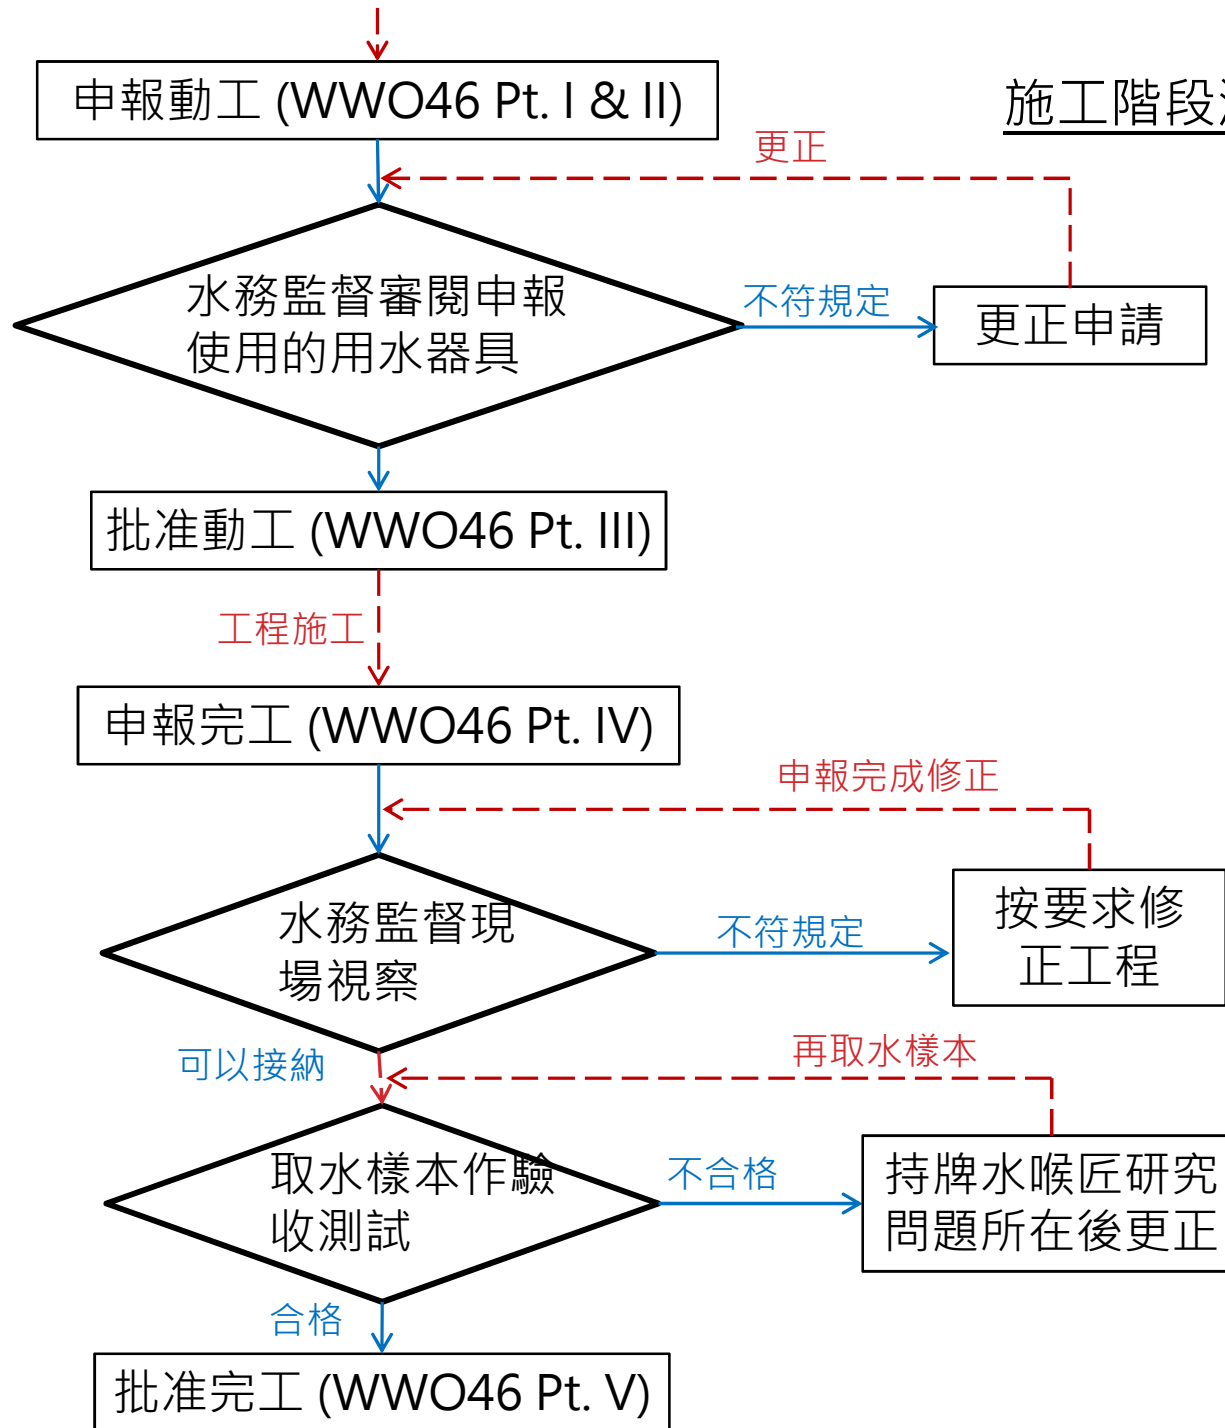 申報動工 (WWO46 Pt. I & II)
施工階段
更正
水務監督審閱申報
使用的用水器具
不符規定
更正申請
批准動工 (WWO46 Pt. III)
工程施工
申報完工 (WWO46 Pt. IV)
申報完成修正
水務監督現
場視察
不符規定
按要求修
正工程
可以接納
再取水樣本
取水樣本作驗
收測試
不合格
持牌水喉匠研究
問題所在後更正
合格
批准完工 (WWO46 Pt. V)